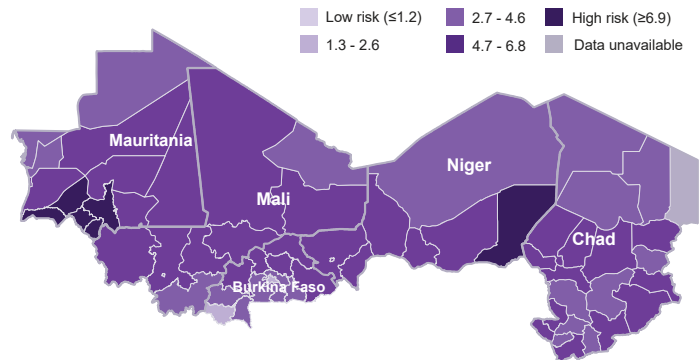 Low risk (≤1.2)
2.7 - 4.6
High risk (≥6.9)
1.3 - 2.6
4.7 - 6.8
Data unavailable
Mauritania
Niger
Mali
Chad
Burkina Faso